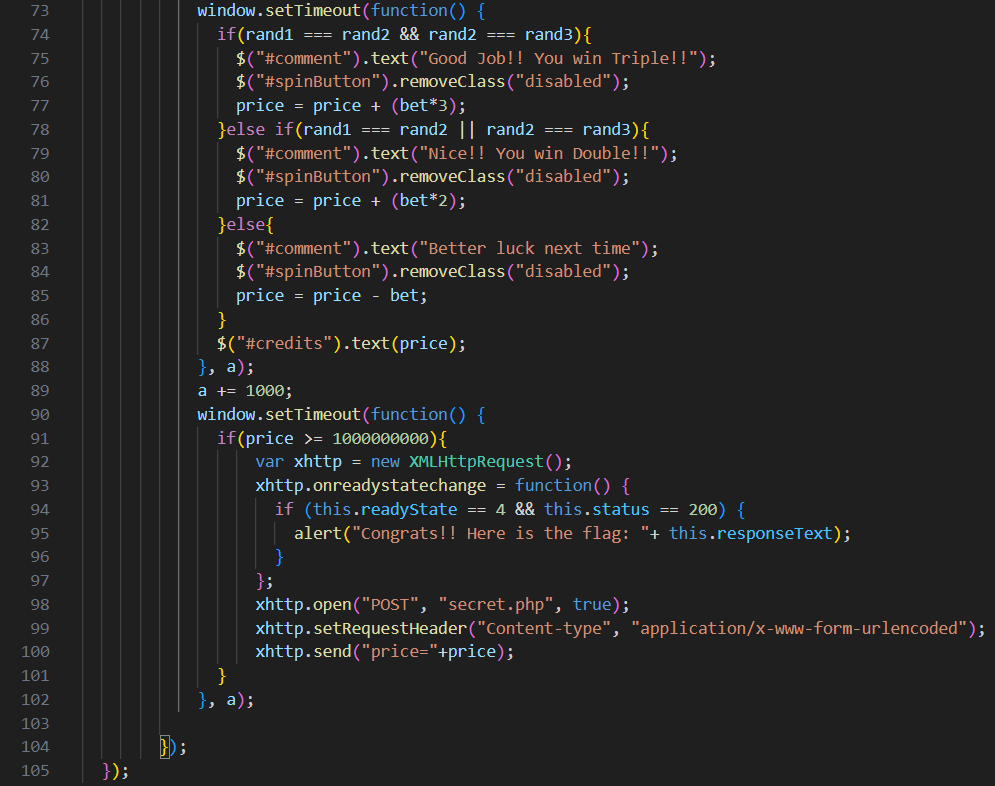 73 window.setTimeout(function() {
74 if(rand1 === rand2 && rand2 === rand3){
75 $("#comment").text("Good Job!! You win Triple!!");
76 $("#spinButton").removeClass("disabled");
77 price = price + (bet*3);
78 }else if(rand1 === rand2 || rand2 === rand3){
79 $("#comment").text("Nice!! You win Double!!");
80 $("#spinButton").removeClass("disabled");
81 price = price + (bet*2);
82 }else{
83 $("#comment").text("Better luck next time");
84 $("#spinButton").removeClass("disabled");
85 price = price - bet;
86 }
87 $("#credits").text(price);
88 }, a);
89 a += 1000;
90 window.setTimeout(function() {
91 if(price >= 1000000000){
92 var xhttp = new XMLHttpRequest();
93 xhttp.onreadystatechange = function() {
94 if (this.readyState == 4 && this.status == 200) {
95 alert("Congrats!! Here is the flag: "+ this.responseText);
96 }
97 };
98 xhttp.open("POST", "secret.php", true);
99 xhttp.setRequestHeader("Content-type", "application/x-www-form-urlencoded");
100 xhttp.send("price="+price);
101 }
102 }, a);
103
104 });
105 });